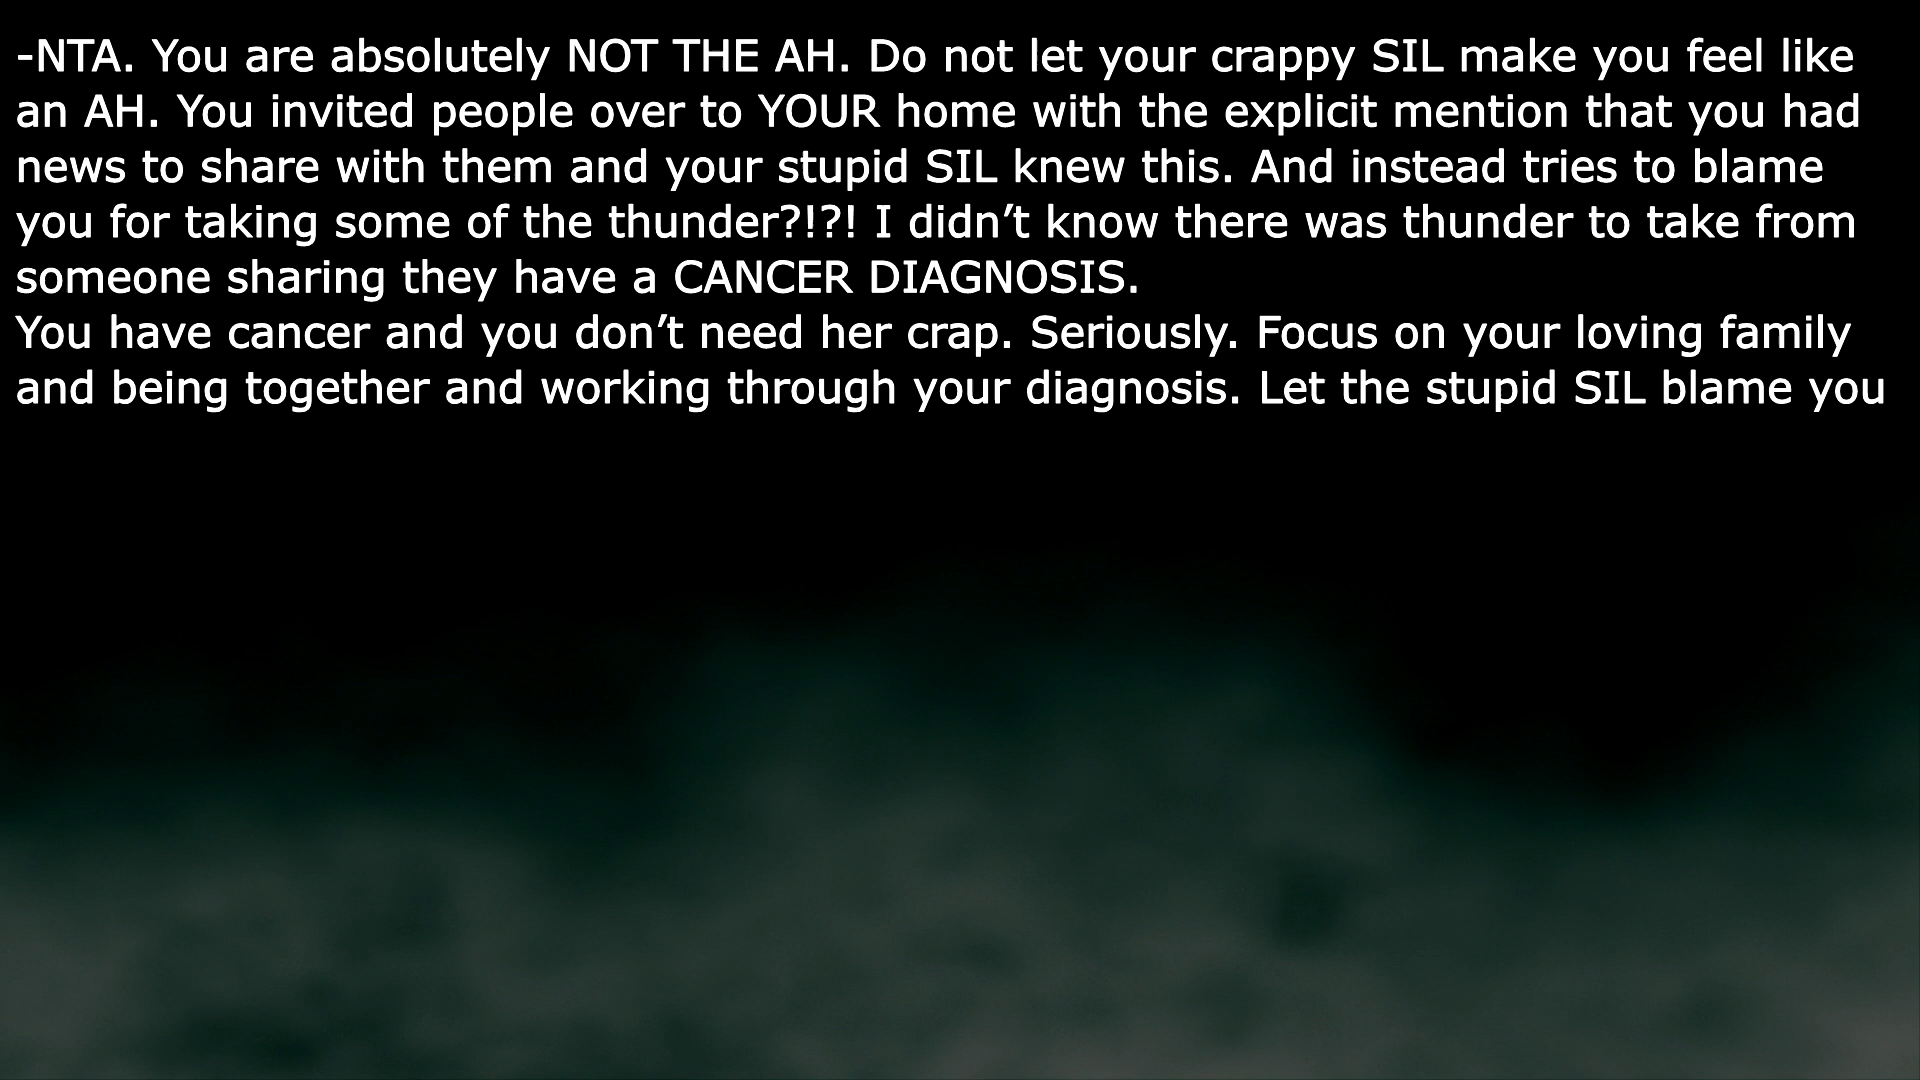 -NTA. You are absolutely NOT THE AH. Do not let your crappy SIL make you feel like
an AH. You invited people over to YOUR home with the explicit mention that you had
news to share with them and your stupid SIL knew this. And instead tries to blame
you for taking some of the thunder?!?! I didn’t know there was thunder to take from
someone sharing they have a CANCER DIAGNOSIS.
You have cancer and you don’t need her crap. Seriously. Focus on your loving family
and being together and working through your diagnosis. Let the stupid SIL blame you